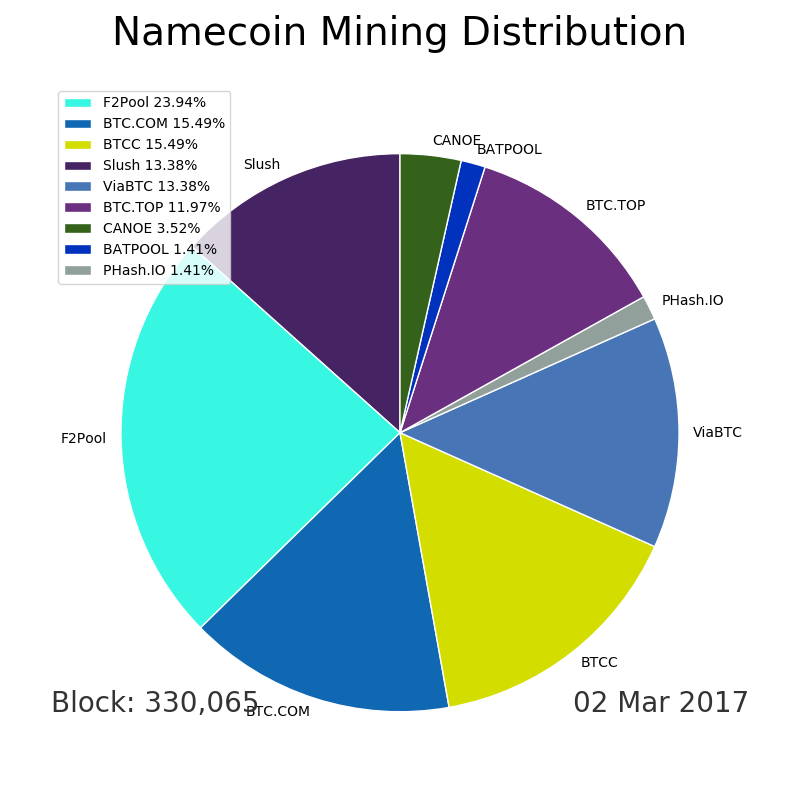 Namecoin Mining Distribution
F2Pool 23.94%
BTC.COM 15.49%
BTCC 15.49%
Slush 13.38%
ViaBTC 13.38%
BTC.TOP 11.97%
CANOE 3.52%
BATPOOL 1.41%
PHash.IO 1.41%
CANOE
BATPOOL
Slush
BTC.TOP
PHash.IO
F2Pool
ViaBTC
BTCC
BTC.COM
Block: 330,065
02 Mar 2017